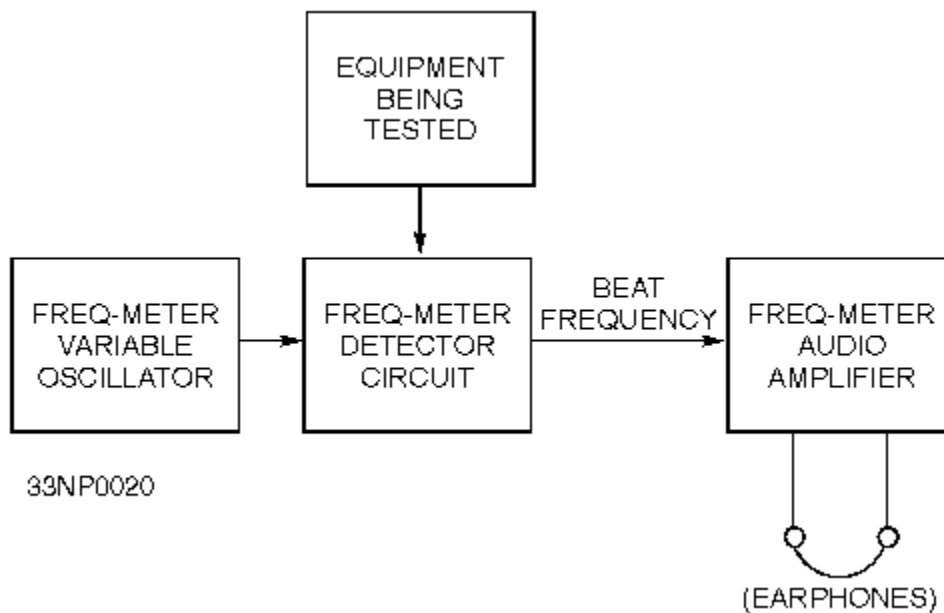 EQUIPMENT
BEING
TESTED
FREQ-METER
VARIABLE
OSCILLATOR
FREQ-METER
DETECTOR
CIRCUIT
BEAT
FREQUENCY
FREQ-METER
AUDIO
AMPLIFIER
33NP0020
(EARPHONES)